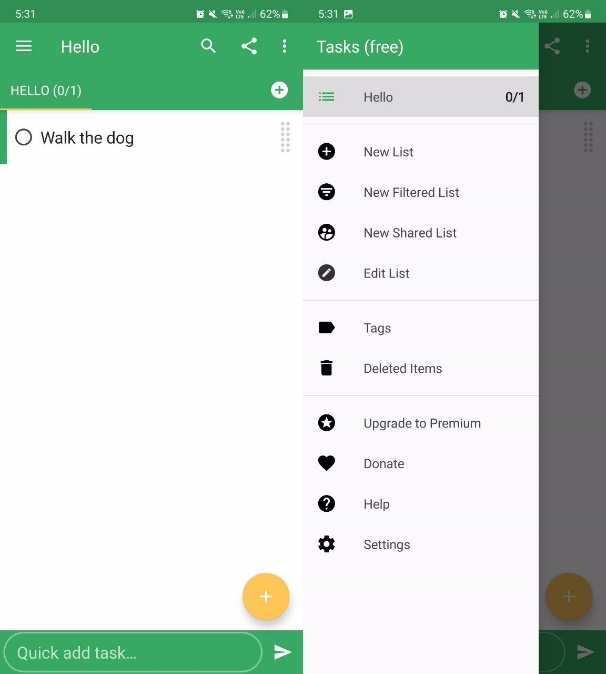 5:31
62%
Hello
HELLO (0/1)
Walk the dog
Quick add task...
5:31
62%
Tasks (free)
Hello 0/1
New List
New Filtered List
New Shared List
Edit List
Tags
Deleted Items
Upgrade to Premium
Donate
Help
Settings